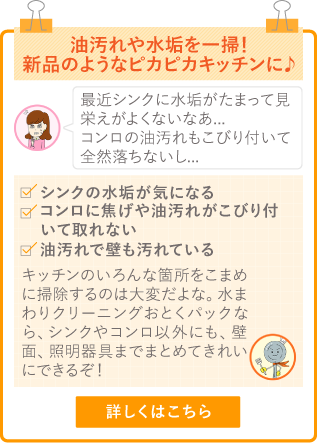 油汚れや水垢を一掃!
新品のようなピカピカキッチンに♪
最近シンクに水垢がたまって見
栄えがよくないなあ…
コンロの油汚れもこびり付いて
全然落ちないし…
シンクの水垢が気になる
コンロに焦げや油汚れがこびり付
いて取れない
油汚れで壁も汚れている
キッチンのいろんな箇所をこまめ
に掃除するのは大変だよな。水ま
わりクリーニングおとくパックな
ら、シンクやコンロ以外にも、壁
面、照明器具までまとめてきれい
にできるぞ!
詳しくはこちら